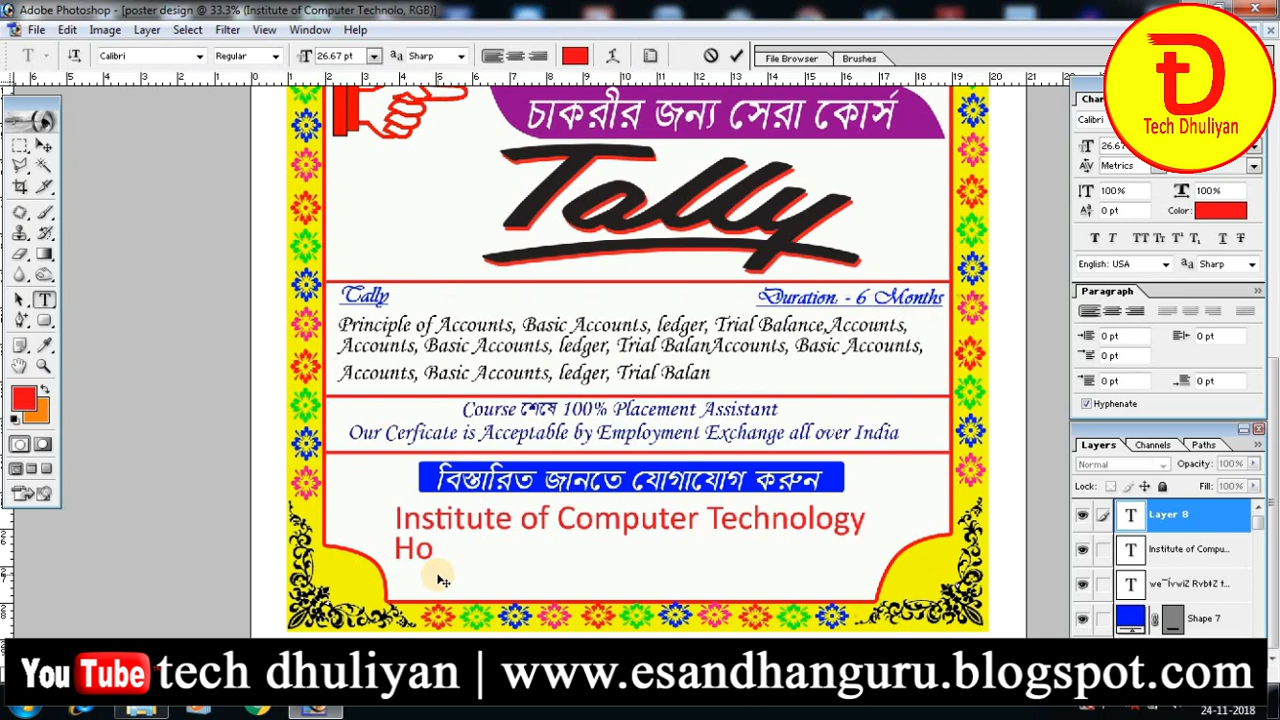 Adobe Photoshop - [poster design @ 33.3% (Institute of Computer Technolo, RGB)]
File Edit Image Layer Select Filter View Window Help
Calibri Regular 26.67 pt aa Sharp File Browser Brushes
চাকরীর জন্য সেরা কোর্স
Tally
Tally Duration - 6 Months
Principle of Accounts, Basic Accounts, ledger, Trial Balance,Accounts,
Accounts, Basic Accounts, ledger, Trial BalanAccounts, Basic Accounts,
Accounts, Basic Accounts, ledger, Trial Balan
Course শেষে 100% Placement Assistant
Our Cerficate is Acceptable by Employment Exchange all over India
বিস্তারিত জানতে যোগাযোগ করুন
Institute of Computer Technology
Ho
Tech Dhuliyan
Metrics
100% 100%
0 pt Color:
English: USA aa Sharp
Paragraph
0 pt 0 pt
0 pt
0 pt 0 pt
Hyphenate
Layers Channels Paths
Normal Opacity: 100%
Lock: Fill: 100%
Layer 8
Institute of Compu...
Shape 7
You Tube tech dhuliyan | www.esandhanguru.blogspot.com
24-11-2018